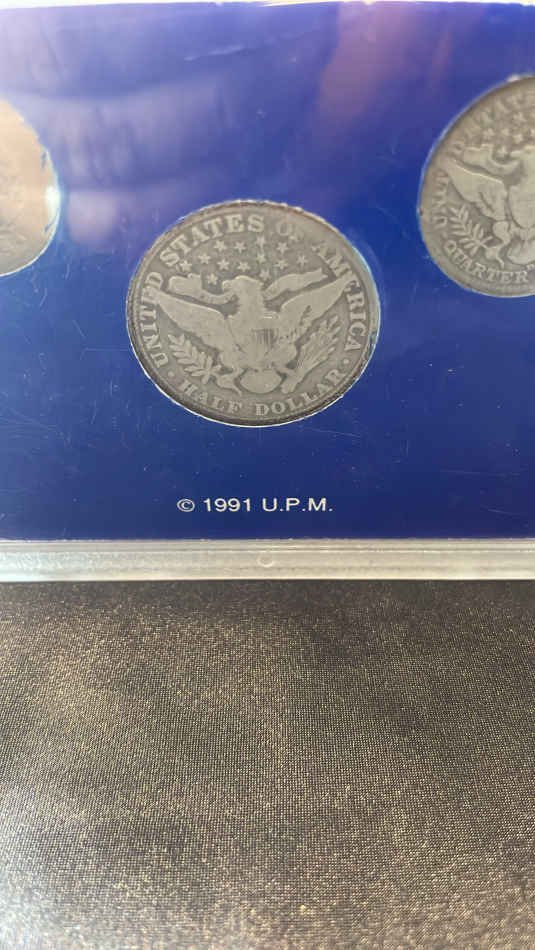 UNITED STATES OF AMERICA
HALF DOLLAR
QUARTER
© 1991 U.P.M.